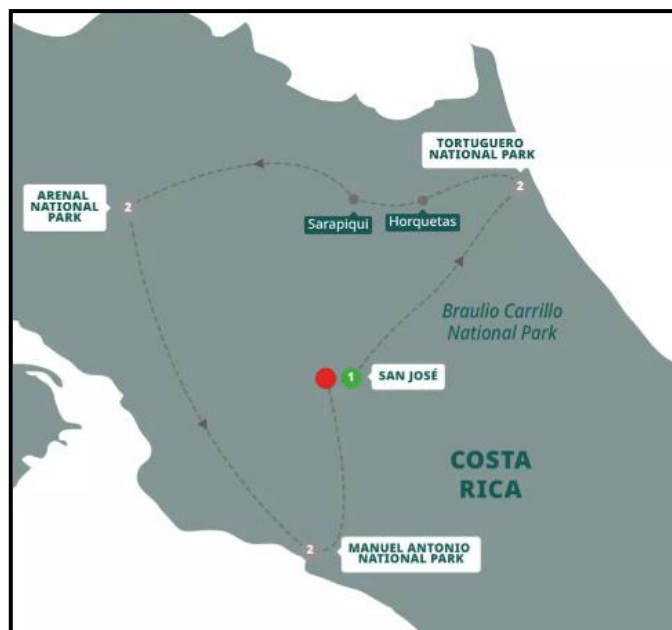 TORTUGUERO
NATIONAL PARK
2
ARENAL
NATIONAL
PARK
2
Sarapiqui
Horquetas
Braulio Carrillo
National Park
1
SAN JOSÉ
COSTA
RICA
2
MANUEL ANTONIO
NATIONAL PARK